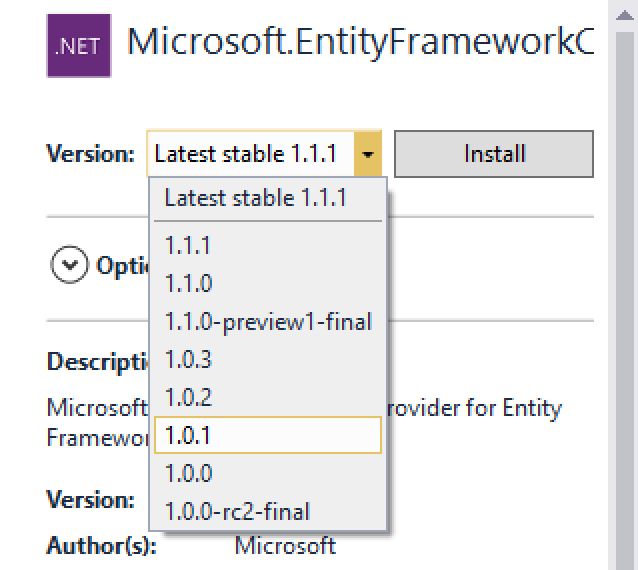 .NET
Microsoft.EntityFrameworkC
Version: Latest stable 1.1.1 Install
Latest stable 1.1.1
1.1.1
Optio
1.1.0
1.1.0-preview1-final
Descripti
1.0.3
1.0.2
Microsoft rovider for Entity
1.0.1
Framewor
1.0.0
Version:
1.0.0-rc2-final
Author(s): Microsoft